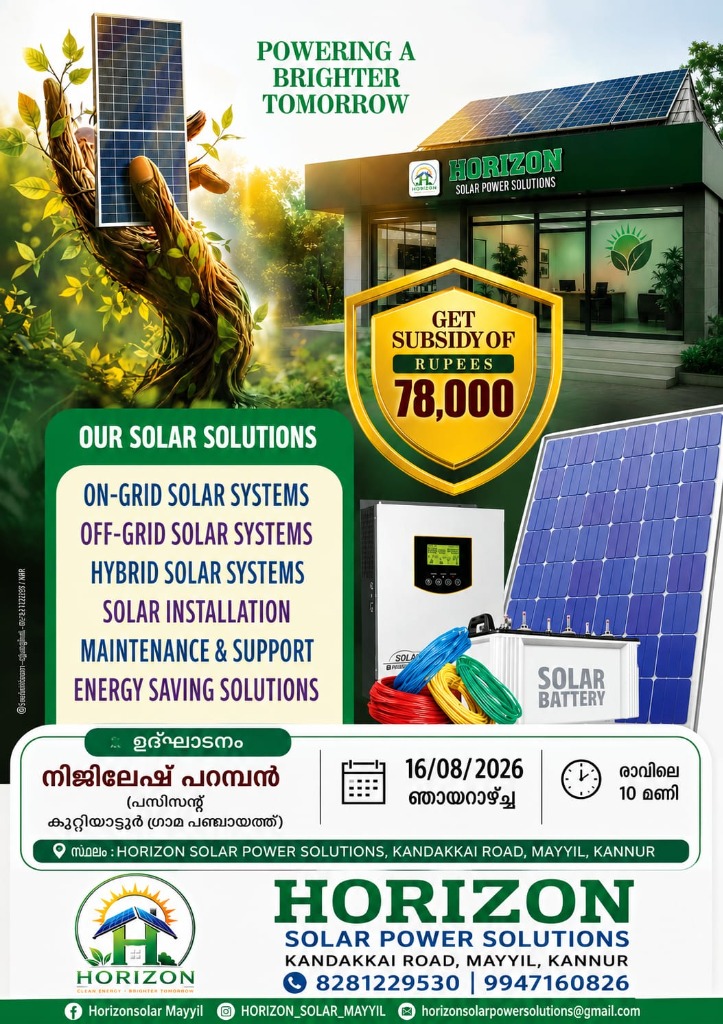 POWERING A
BRIGHTER
TOMORROW
HORIZON
HORIZON
SOLAR POWER SOLUTIONS
GET
SUBSIDY OF
RUPEES
78,000
OUR SOLAR SOLUTIONS
ON-GRID SOLAR SYSTEMS
OFF-GRID SOLAR SYSTEMS
HYBRID SOLAR SYSTEMS
SOLAR INSTALLATION
MAINTENANCE & SUPPORT
ENERGY SAVING SOLUTIONS
SOLAR
BATTERY
ഉദ്ഘാടനം
നിജിലേഷ് പറമ്പൻ
(പ്രസിഡന്റ്
കുറ്റിയാട്ടൂർ ഗ്രാമ പഞ്ചായത്ത്)
16/08/2026
ഞായറാഴ്ച്ച
രാവിലെ
10 മണി
സ്ഥലം : HORIZON SOLAR POWER SOLUTIONS, KANDAKKAI ROAD, MAYYIL, KANNUR
HORIZON
CLEAN ENERGY • BRIGHTER TOMORROW
HORIZON
SOLAR POWER SOLUTIONS
KANDAKKAI ROAD, MAYYIL, KANNUR
8281229530 | 9947160826
Horizonsolar Mayyil
HORIZON_SOLAR_MAYYIL
horizonsolarpowersolutions@gmail.com